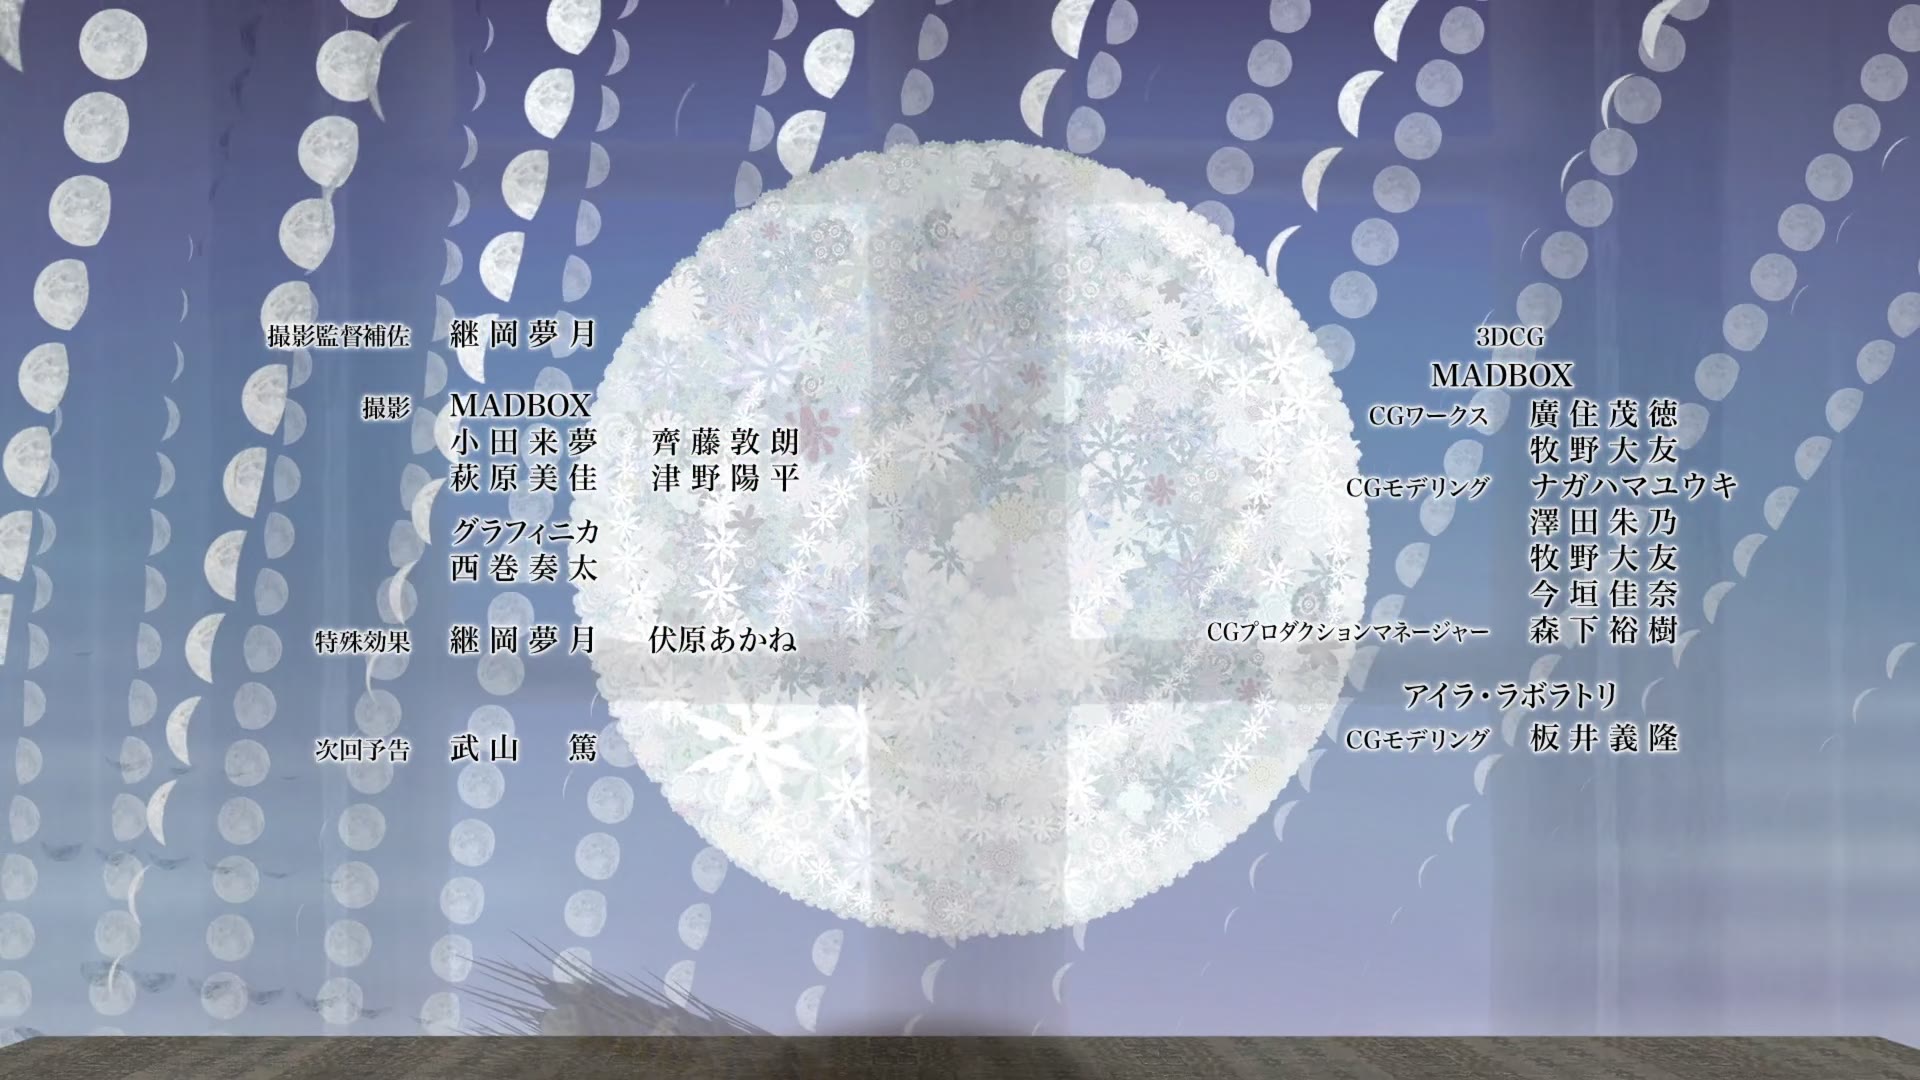 撮影監督補佐 継岡夢月
撮影 MADBOX
小田来夢 齊藤敦朗
萩原美佳 津野陽平
グラフィニカ
西巻奏太
特殊効果 継岡夢月 伏原あかね
次回予告 武山 篤
3DCG
MADBOX
CGワークス 廣住茂徳
牧野大友
CGモデリング ナガハマユウキ
澤田朱乃
牧野大友
今垣佳奈
CGプロダクションマネージャー 森下裕樹
アイラ・ラボラトリ
CGモデリング 板井義隆